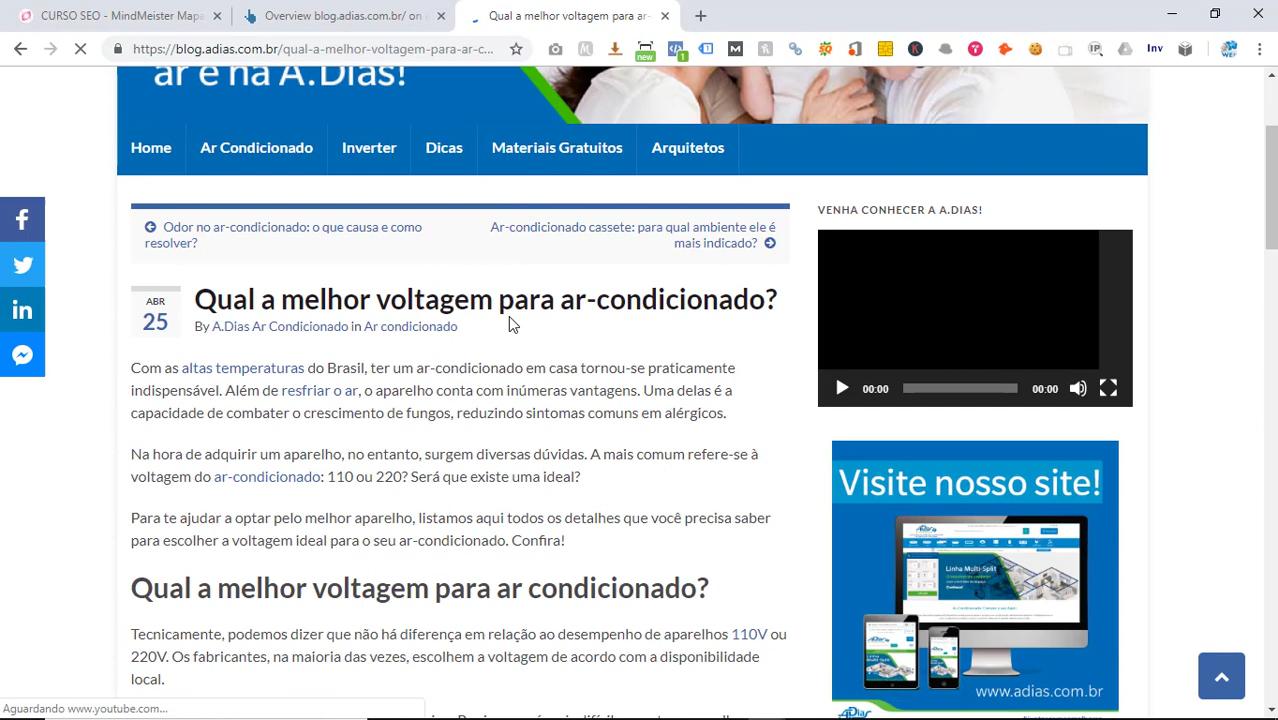 CURSO SEO - MindMeister Mapa
Overview blog.adias.com.br/ on
Qual a melhor voltagem para ar-
https://blog.adias.com.br/qual-a-melhor-voltagem-para-ar-c...
new
1
IP
Inv
ar é na A.Dias!
Home
Ar Condicionado
Inverter
Dicas
Materiais Gratuitos
Arquitetos
Odor no ar-condicionado: o que causa e como
resolver?
Ar-condicionado cassete: para qual ambiente ele é
mais indicado?
VENHA CONHECER A A.DIAS!
ABR
25
Qual a melhor voltagem para ar-condicionado?
By A.Dias Ar Condicionado in Ar condicionado
Com as altas temperaturas do Brasil, ter um ar-condicionado em casa tornou-se praticamente
indispensável. Além de resfriar o ar, o aparelho conta com inúmeras vantagens. Uma delas é a
capacidade de combater o crescimento de fungos, reduzindo sintomas comuns em alérgicos.
00:00
00:00
Na hora de adquirir um aparelho, no entanto, surgem diversas dúvidas. A mais comum refere-se à
voltagem do ar-condicionado: 110 ou 220? Será que existe uma ideal?
Para te ajudar a optar pelo melhor aparelho, listamos aqui todos os detalhes que você precisa saber
para escolher a voltagem ideal para o seu ar-condicionado. Confira!
Qual a melhor voltagem para ar condicionado?
Tecnicamente, podemos dizer que não há diferença em relação ao desempenho de aparelhos 110V ou
220V. Os fabricantes, na maioria das vezes, escolhem a voltagem de acordo com a disponibilidade
local.
Visite nosso site!
Linha Multi-Split
www.adias.com.br
ADias
Aguardando www.youtube.com...